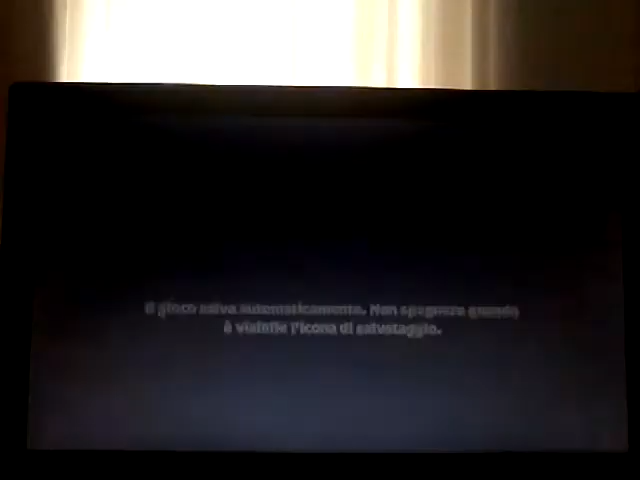 Il gioco salva automaticamente. Non spegnere quando
è visibile l'icona di salvataggio.